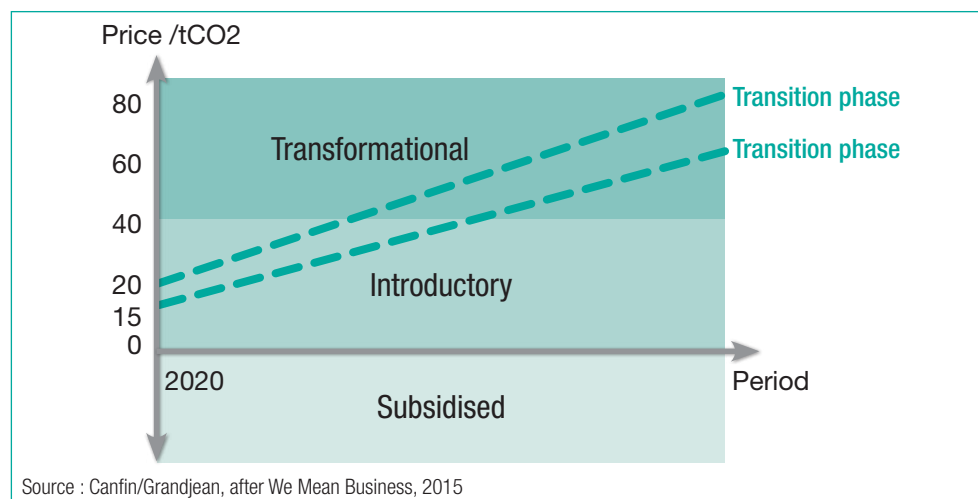 Price /tCO2
80
Transition phase
60
Transformational
Transition phase
40
20
Introductory
15
0
2020
Period
Subsidised
Source : Canfin/Grandjean, after We Mean Business, 2015